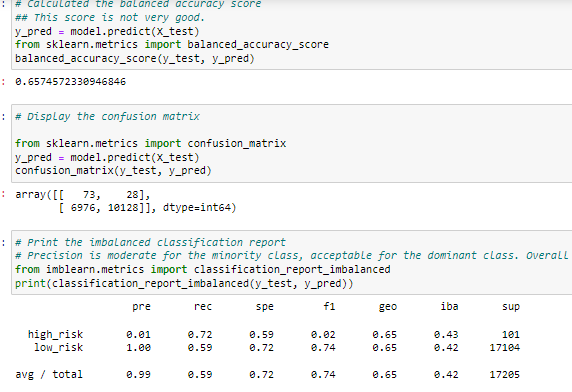 : # Calculated the balanced accuracy score
## This score is not very good.
y_pred = model.predict(X_test)
from sklearn.metrics import balanced_accuracy_score
balanced_accuracy_score(y_test, y_pred)
: 0.6574572330946846
: # Display the confusion matrix
from sklearn.metrics import confusion_matrix
y_pred = model.predict(X_test)
confusion_matrix(y_test, y_pred)
: array([[   73,    28],
       [ 6976, 10128]], dtype=int64)
: # Print the imbalanced classification report
# Precision is moderate for the minority class, acceptable for the dominant class. Overall
from imblearn.metrics import classification_report_imbalanced
print(classification_report_imbalanced(y_test, y_pred))
pre rec spe f1 geo iba sup
high_risk 0.01 0.72 0.59 0.02 0.65 0.43 101
low_risk 1.00 0.59 0.72 0.74 0.65 0.42 17104
avg / total 0.99 0.59 0.72 0.74 0.65 0.42 17205